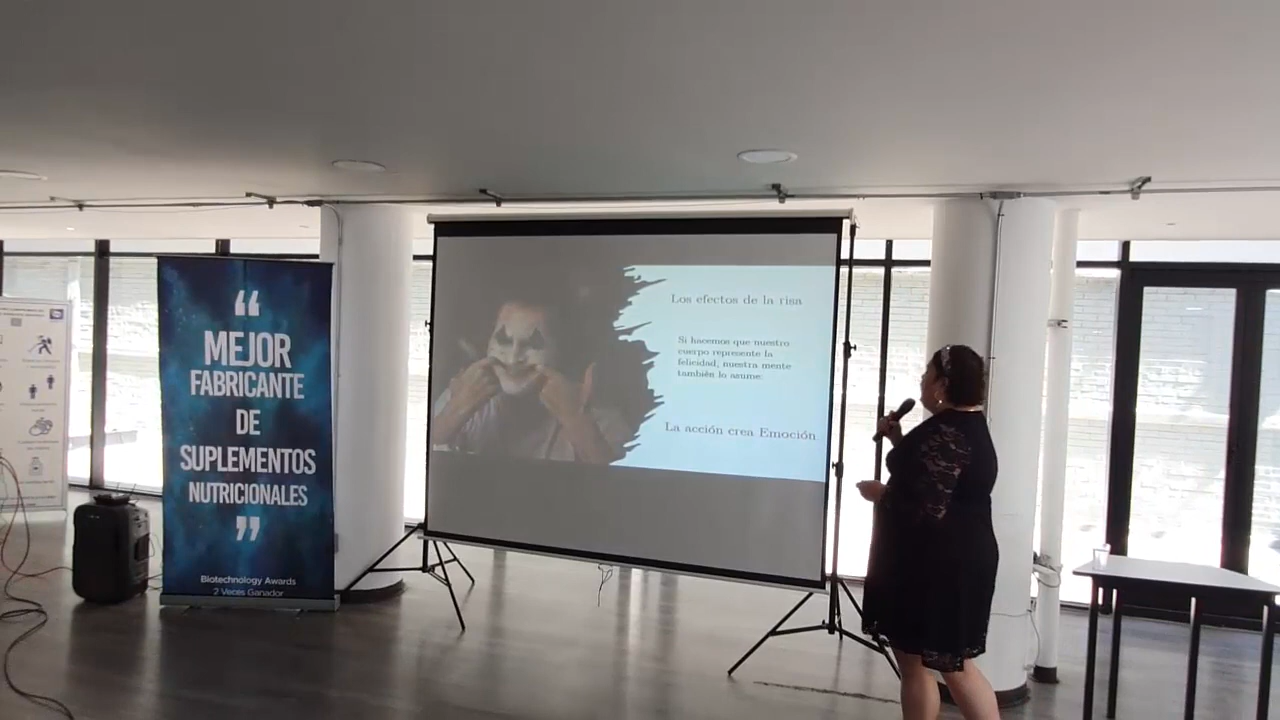 “
MEJOR
FABRICANTE
DE
SUPLEMENTOS
NUTRICIONALES
”
Biotechnology Awards
2 Veces Ganador
Los efectos de la risa
Si hacemos que nuestro
cuerpo represente la
felicidad, nuestra mente
también lo asume.
La acción crea Emoción